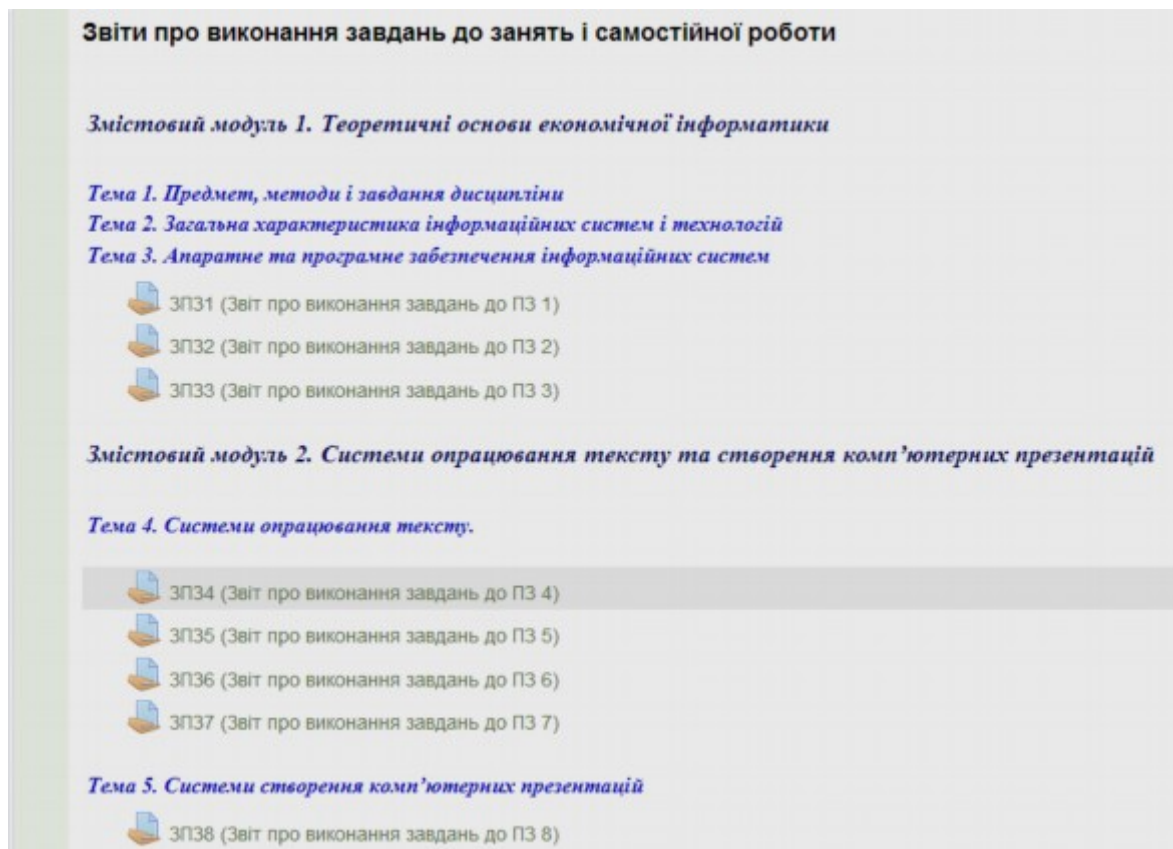 Звіти про виконання завдань до занять і самостійної роботи
Змістовий модуль 1. Теоретичні основи економічної інформатики
Тема 1. Предмет, методи і завдання дисципліни
Тема 2. Загальна характеристика інформаційних систем і технологій
Тема 3. Апаратне та програмне забезпечення інформаційних систем
ЗПЗ1 (Звіт про виконання завдань до ПЗ 1)
ЗПЗ2 (Звіт про виконання завдань до ПЗ 2)
ЗПЗ3 (Звіт про виконання завдань до ПЗ 3)
Змістовий модуль 2. Системи опрацювання тексту та створення комп’ютерних презентацій
Тема 4. Системи опрацювання тексту.
ЗПЗ4 (Звіт про виконання завдань до ПЗ 4)
ЗПЗ5 (Звіт про виконання завдань до ПЗ 5)
ЗПЗ6 (Звіт про виконання завдань до ПЗ 6)
ЗПЗ7 (Звіт про виконання завдань до ПЗ 7)
Тема 5. Системи створення комп’ютерних презентацій
ЗПЗ8 (Звіт про виконання завдань до ПЗ 8)